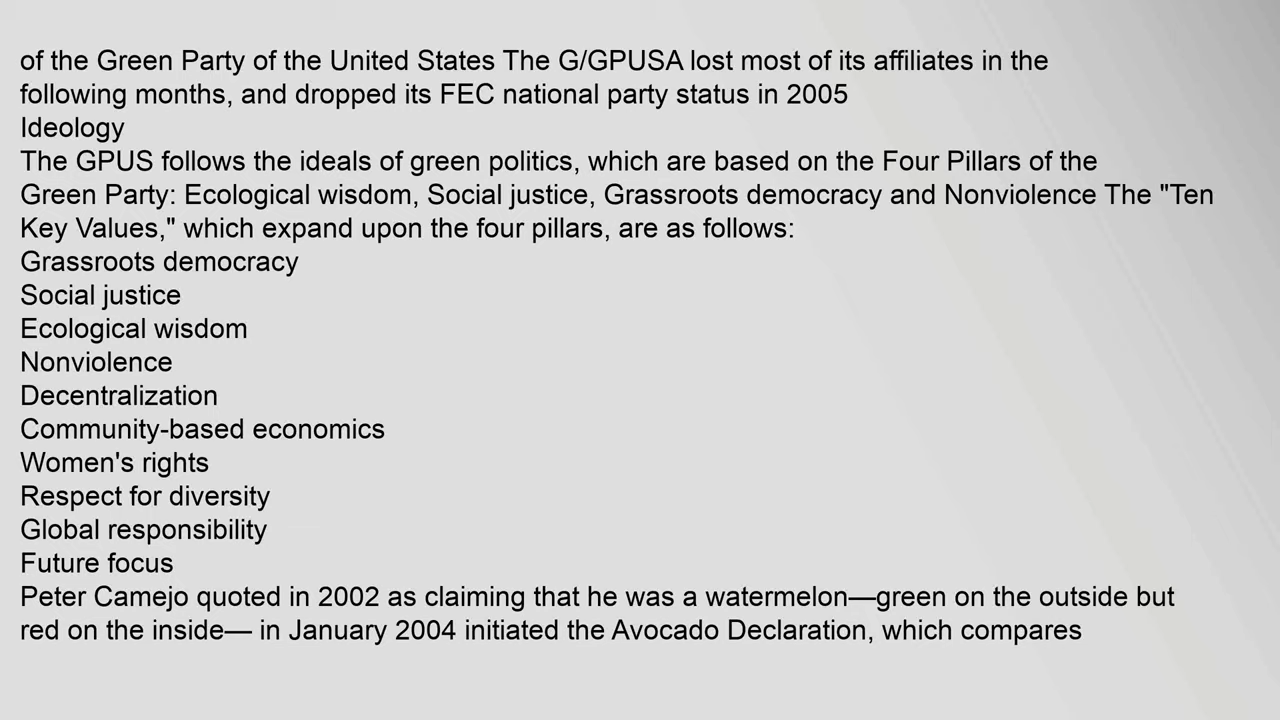 of the Green Party of the United States The G/GPUSA lost most of its affiliates in the
following months, and dropped its FEC national party status in 2005
Ideology
The GPUS follows the ideals of green politics, which are based on the Four Pillars of the
Green Party: Ecological wisdom, Social justice, Grassroots democracy and Nonviolence The "Ten
Key Values," which expand upon the four pillars, are as follows:
Grassroots democracy
Social justice
Ecological wisdom
Nonviolence
Decentralization
Community-based economics
Women's rights
Respect for diversity
Global responsibility
Future focus
Peter Camejo quoted in 2002 as claiming that he was a watermelon—green on the outside but
red on the inside— in January 2004 initiated the Avocado Declaration, which compares